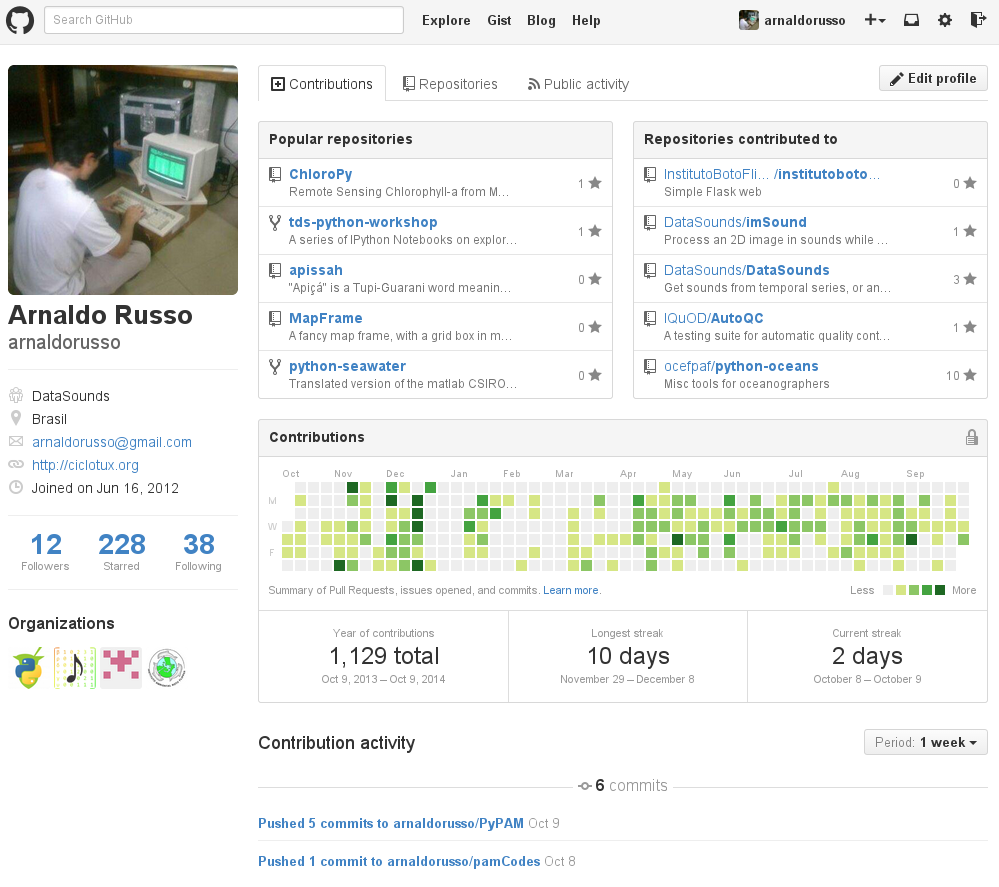 Search GitHub
Explore Gist Blog Help
arnaldorusso
Arnaldo Russo
arnaldorusso
DataSounds
Brasil
arnaldorusso@gmail.com
http://ciclotux.org
Joined on Jun 16, 2012
12 228 38
Followers Starred Following
Organizations
Contributions Repositories Public activity
Edit profile
Popular repositories
ChloroPy
Remote Sensing Chlorophyll-a from M…
1
tds-python-workshop
A series of IPython Notebooks on explor…
1
apissah
"Apiçá" is a Tupi-Guarani word meanin…
0
MapFrame
A fancy map frame, with a grid box in m…
0
python-seawater
Translated version of the matlab CSIRO…
0
Repositories contributed to
InstitutoBotoFli… /institutoboto…
Simple Flask web
0
DataSounds/imSound
Process an 2D image in sounds while …
1
DataSounds/DataSounds
Get sounds from temporal series, or an…
3
IQuOD/AutoQC
A testing suite for automatic quality cont…
1
ocefpaf/python-oceans
Misc tools for oceanographers
10
Contributions
Oct Nov Dec Jan Feb Mar Apr May Jun Jul Aug Sep
M
W
F
Summary of Pull Requests, issues opened, and commits. Learn more.
Less More
Year of contributions
1,129 total
Oct 9, 2013 – Oct 9, 2014
Longest streak
10 days
November 29 – December 8
Current streak
2 days
October 8 – October 9
Contribution activity
Period: 1 week
6 commits
Pushed 5 commits to arnaldorusso/PyPAM Oct 9
Pushed 1 commit to arnaldorusso/pamCodes Oct 8